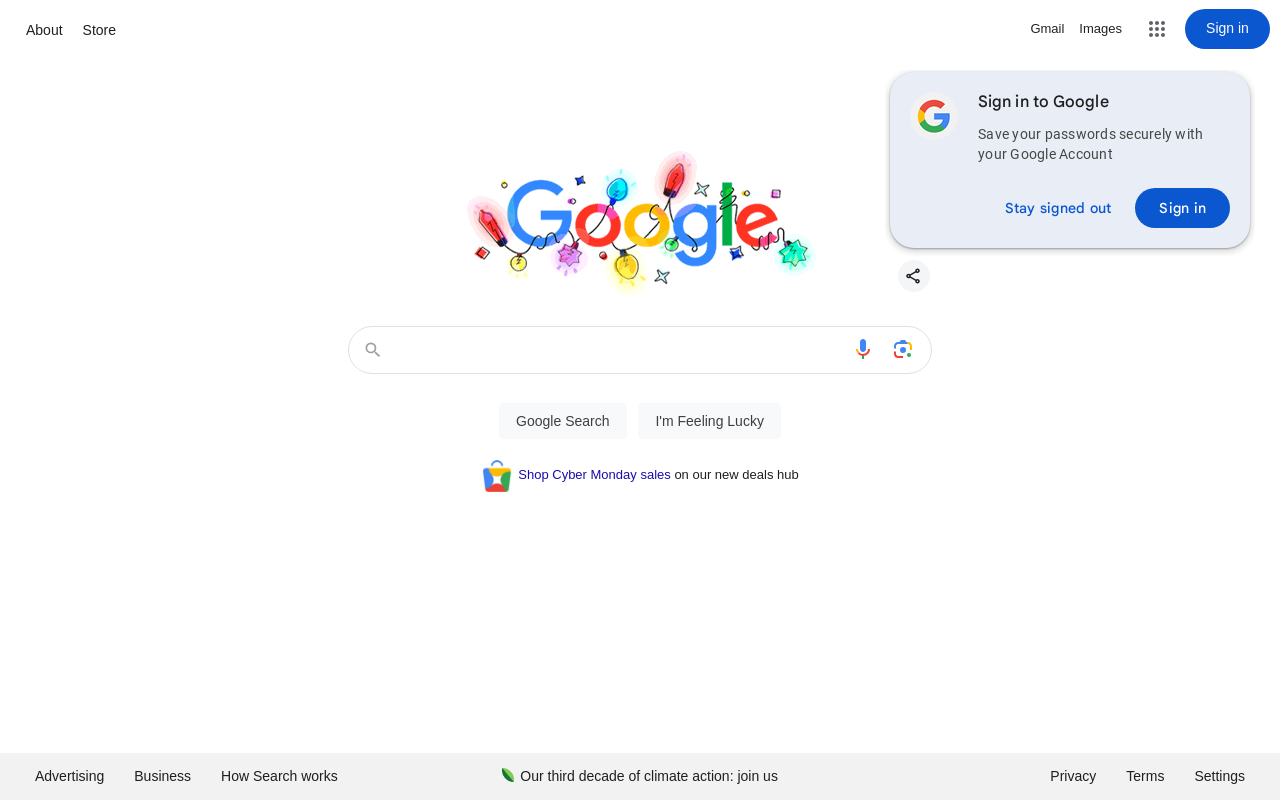 About Store
Gmail Images Sign in
Sign in to Google
Save your passwords securely with
your Google Account
Stay signed out Sign in
Google
Google Search I'm Feeling Lucky
Shop Cyber Monday sales on our new deals hub
Advertising Business How Search works
Our third decade of climate action: join us
Privacy Terms Settings